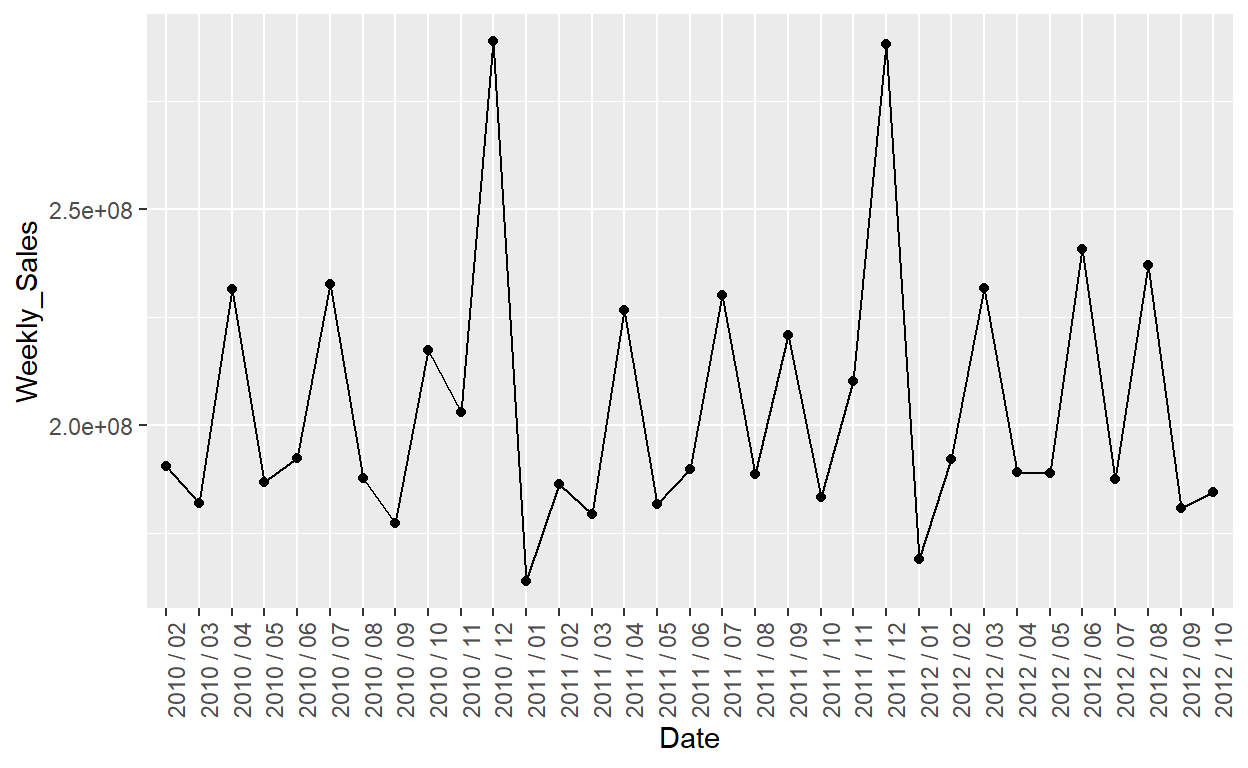 Weekly_Sales
2.5e+08
2.0e+08
2010 / 02
2010 / 03
2010 / 04
2010 / 05
2010 / 06
2010 / 07
2010 / 08
2010 / 09
2010 / 10
2010 / 11
2010 / 12
2011 / 01
2011 / 02
2011 / 03
2011 / 04
2011 / 05
2011 / 06
2011 / 07
2011 / 08
2011 / 09
2011 / 10
2011 / 11
2011 / 12
2012 / 01
2012 / 02
2012 / 03
2012 / 04
2012 / 05
2012 / 06
2012 / 07
2012 / 08
2012 / 09
2012 / 10
Date